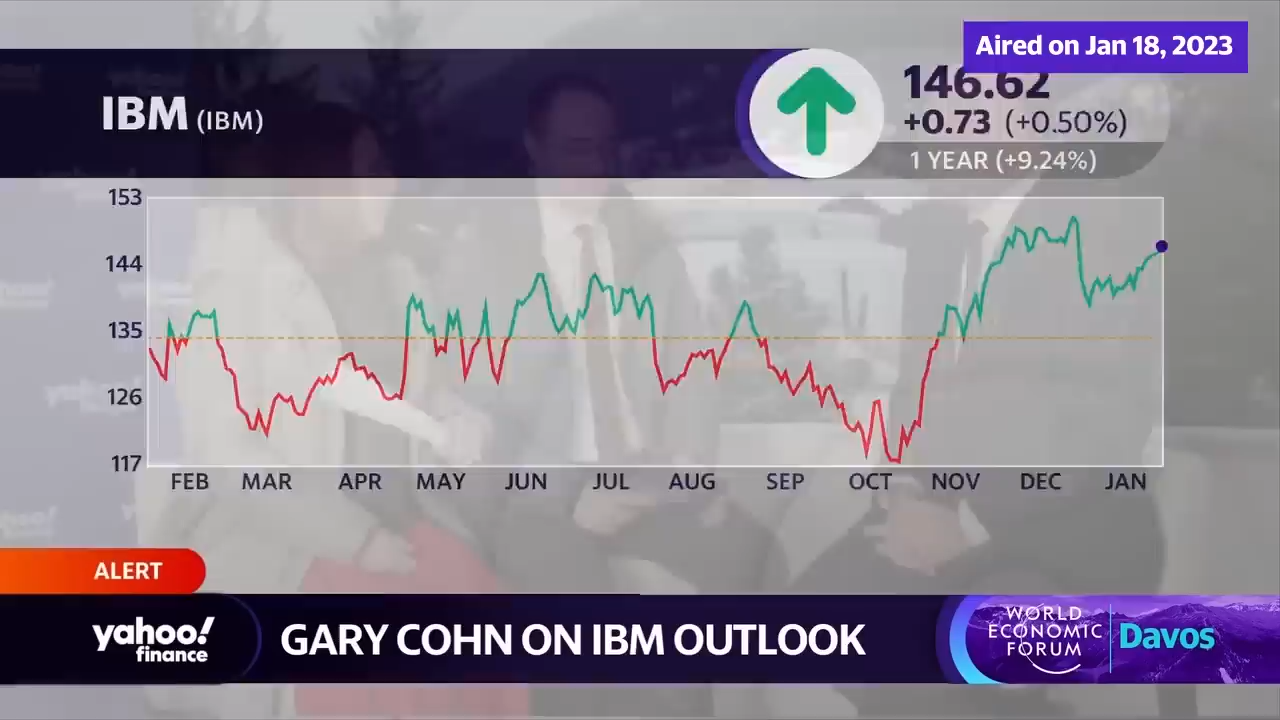 Aired on Jan 18, 2023
IBM (IBM)
146.62
+0.73 (+0.50%)
1 YEAR (+9.24%)
153
144
135
126
117
FEB MAR APR MAY JUN JUL AUG SEP OCT NOV DEC JAN
ALERT
yahoo!
finance
GARY COHN ON IBM OUTLOOK
WORLD
ECONOMIC
FORUM
Davos